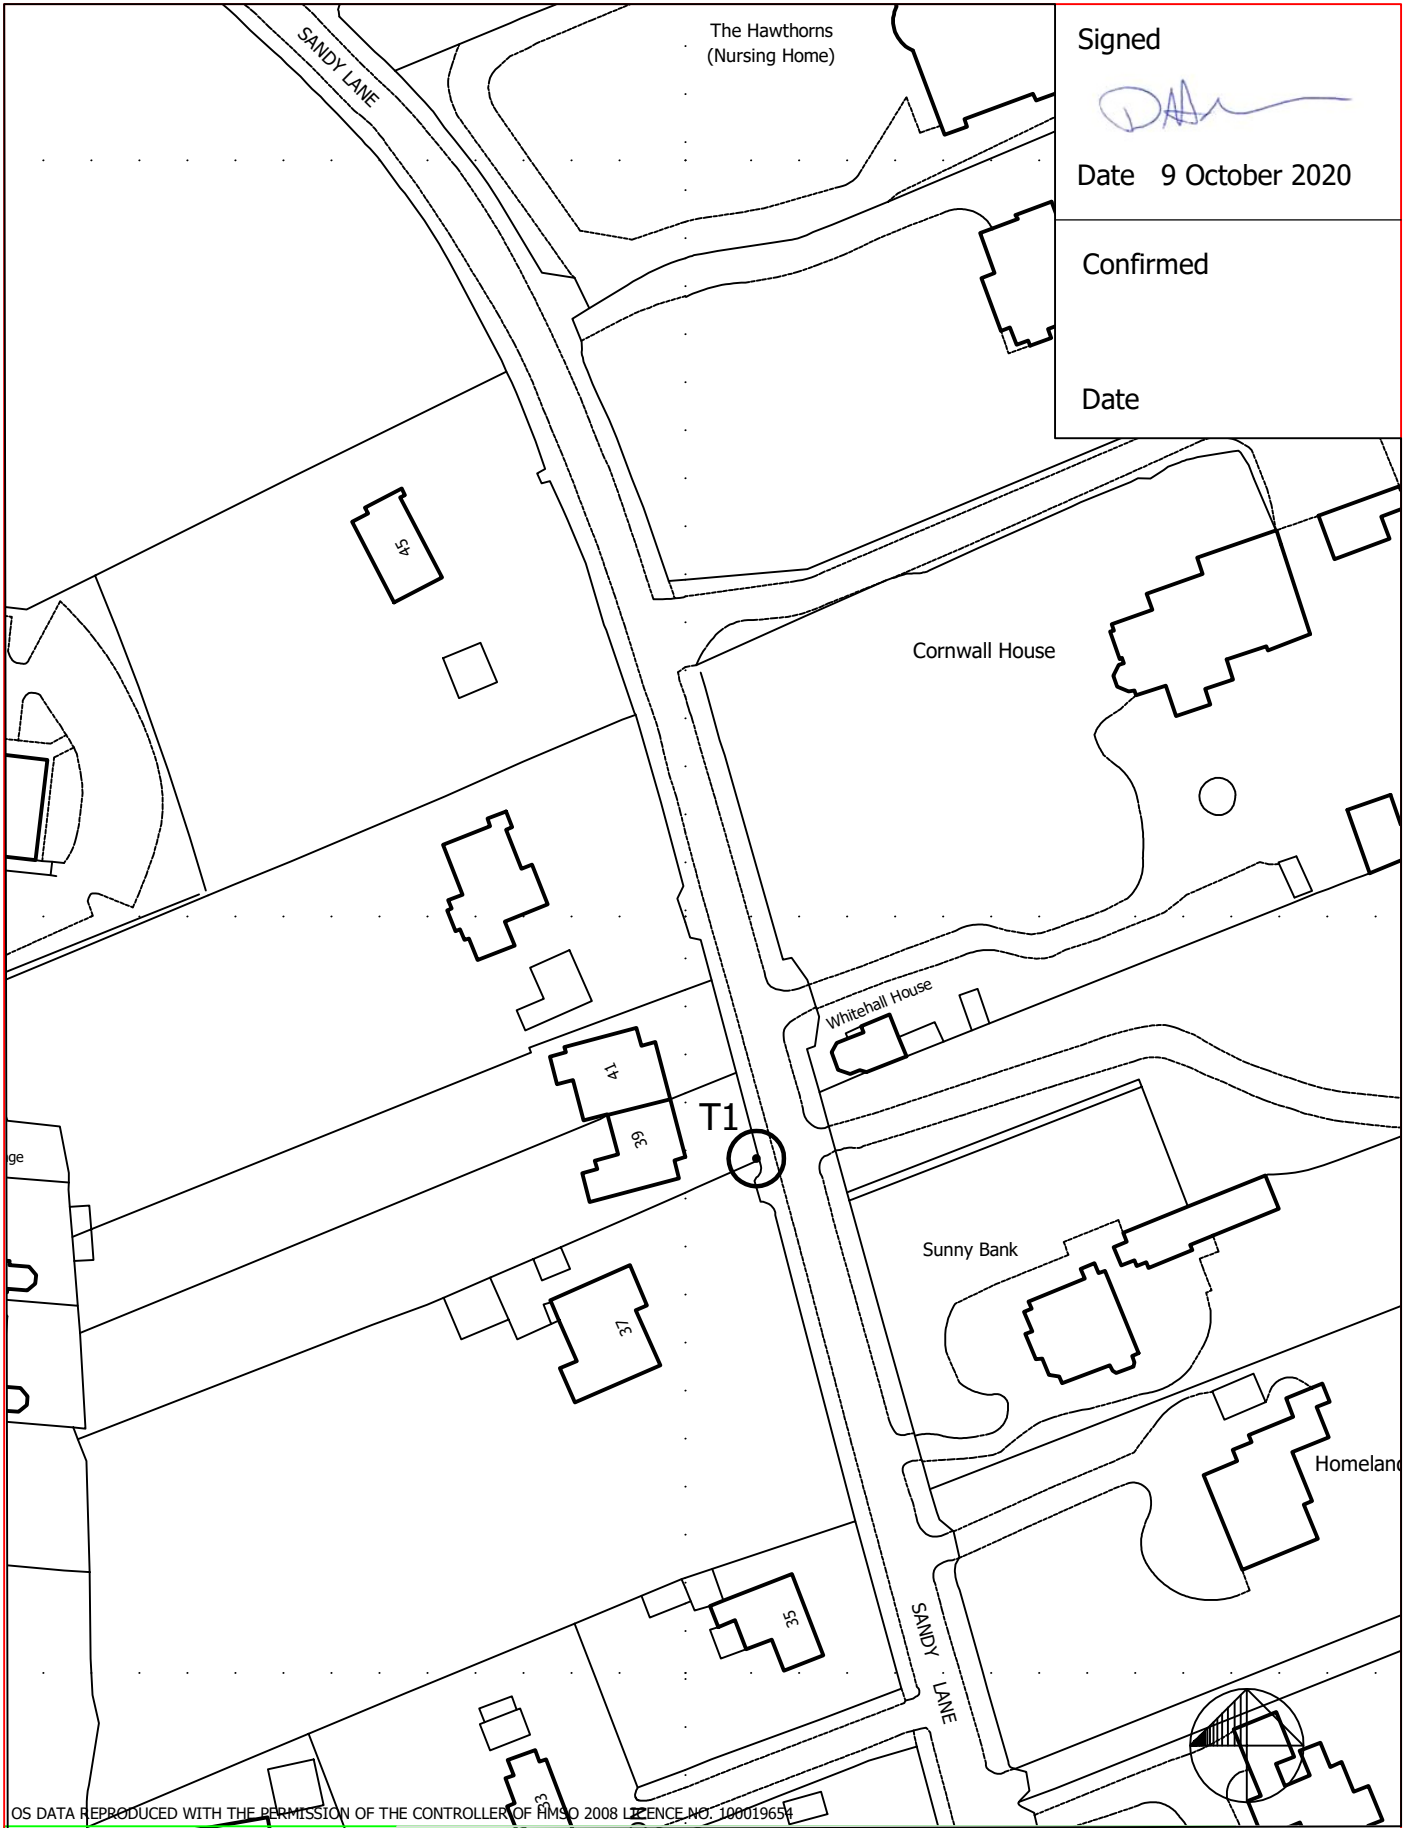 SANDY LANE
The Hawthorns
(Nursing Home)
Signed
Date 9 October 2020
Confirmed
Date
45
Cornwall House
Whitehall House
41
T1
39
ge
Sunny Bank
37
Homeland
35
SANDY LANE
33
OS DATA REPRODUCED WITH THE PERMISSION OF THE CONTROLLER OF HMSO 2008 LICENCE NO. 100019654